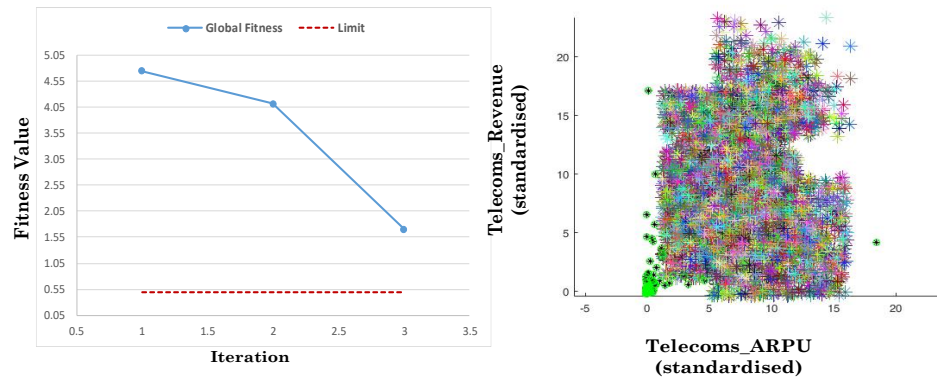 Global Fitness Limit
5.05
4.55
4.05
3.55
3.05
2.55
2.05
1.55
1.05
0.55
0.05
0.5 1 1.5 2 2.5 3 3.5
Fitness Value
Iteration
Telecoms_Revenue
(standardised)
20
15
10
5
0
-5 0 5 10 15 20
Telecoms_ARPU
(standardised)